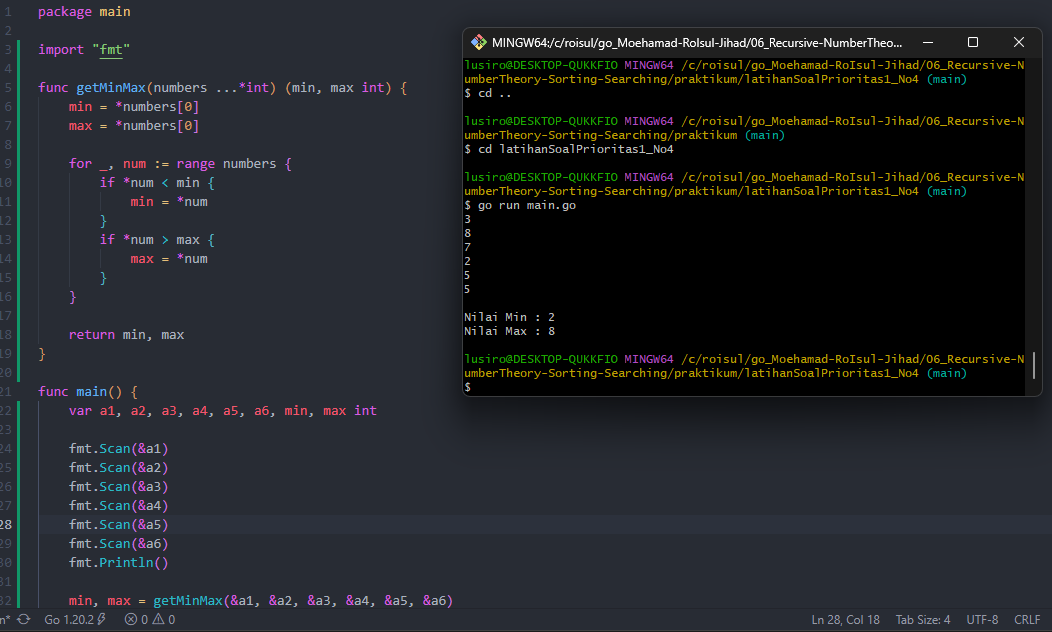 1 package main
2
3 import "fmt"
4
5 func getMinMax(numbers ...*int) (min, max int) {
6 min = *numbers[0]
7 max = *numbers[0]
8
9 for _, num := range numbers {
10 if *num < min {
11 min = *num
12 }
13 if *num > max {
14 max = *num
15 }
16 }
17
18 return min, max
19 }
20
21 func main() {
22 var a1, a2, a3, a4, a5, a6, min, max int
23
24 fmt.Scan(&a1)
25 fmt.Scan(&a2)
26 fmt.Scan(&a3)
27 fmt.Scan(&a4)
28 fmt.Scan(&a5)
29 fmt.Scan(&a6)
30 fmt.Println()
31
32 min, max = getMinMax(&a1, &a2, &a3, &a4, &a5, &a6)
MINGW64:/c/roisul/go_Moehamad-RoIsul-Jihad/06_Recursive-NumberTheo...
lusiro@DESKTOP-QUKKFIO MINGW64 /c/roisul/go_Moehamad-RoIsul-Jihad/06_Recursive-N
umberTheory-Sorting-Searching/praktikum/latihanSoalPrioritas1_No4 (main)
$ cd ..
lusiro@DESKTOP-QUKKFIO MINGW64 /c/roisul/go_Moehamad-RoIsul-Jihad/06_Recursive-N
umberTheory-Sorting-Searching/praktikum (main)
$ cd latihanSoalPrioritas1_No4
lusiro@DESKTOP-QUKKFIO MINGW64 /c/roisul/go_Moehamad-RoIsul-Jihad/06_Recursive-N
umberTheory-Sorting-Searching/praktikum/latihanSoalPrioritas1_No4 (main)
$ go run main.go
3
8
7
2
5
5
Nilai Min : 2
Nilai Max : 8
lusiro@DESKTOP-QUKKFIO MINGW64 /c/roisul/go_Moehamad-RoIsul-Jihad/06_Recursive-N
umberTheory-Sorting-Searching/praktikum/latihanSoalPrioritas1_No4 (main)
$
n* Go 1.20.2 0 0 Ln 28, Col 18 Tab Size: 4 UTF-8 CRLF